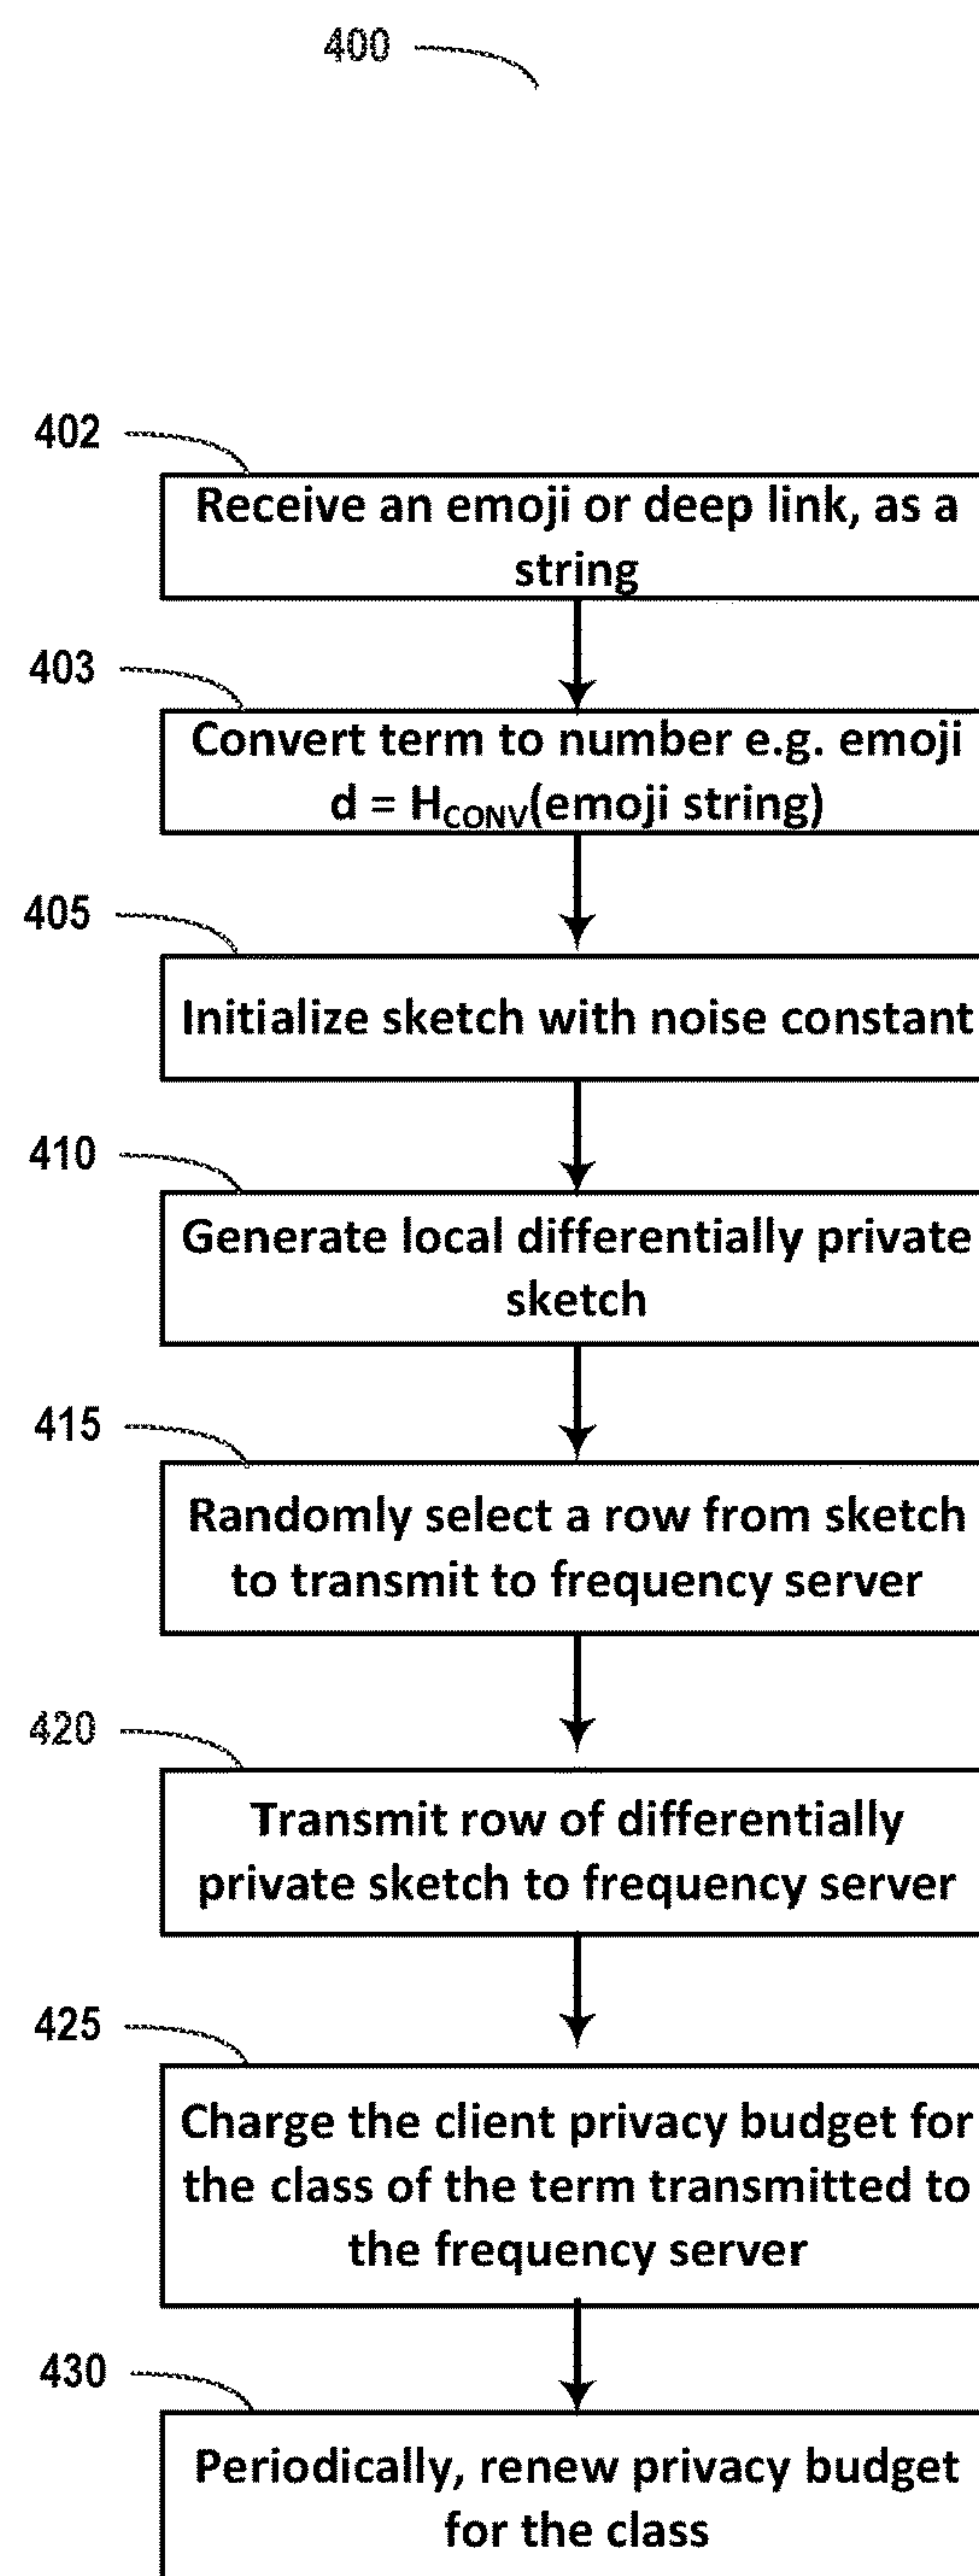 400
402
Receive an emoji or deep link, as a
string
403
Convert term to number e.g. emoji
d = H_CONV(emoji string)
405
Initialize sketch with noise constant
410
Generate local differentially private
sketch
415
Randomly select a row from sketch
to transmit to frequency server
420
Transmit row of differentially
private sketch to frequency server
425
Charge the client privacy budget for
the class of the term transmitted to
the frequency server
430
Periodically, renew privacy budget
for the class